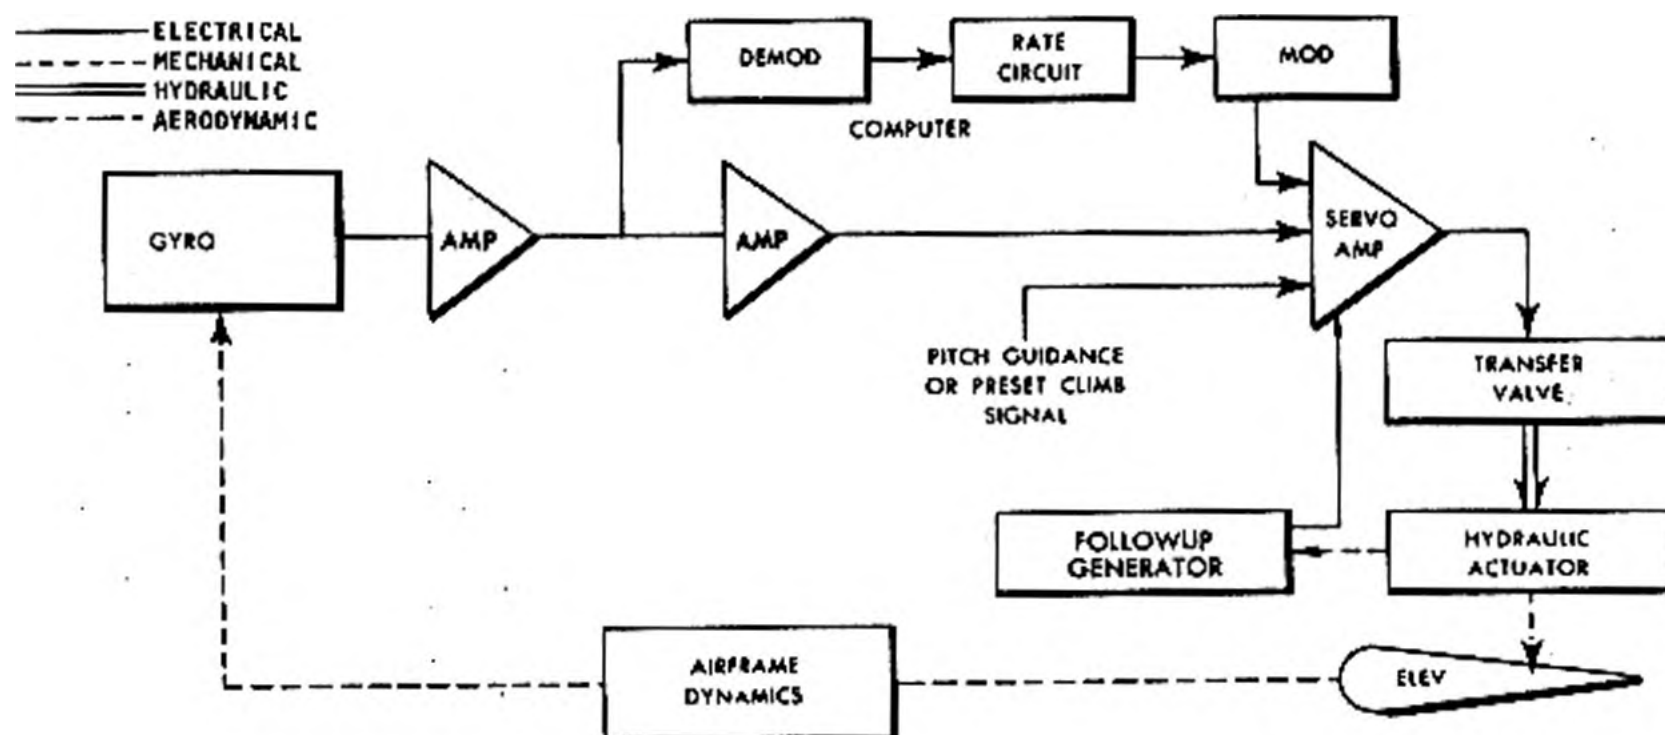 ELECTRICAL
MECHANICAL
HYDRAULIC
AERODYNAMIC
DEMOD
RATE
CIRCUIT
MOD
COMPUTER
GYRO
AMP
AMP
SERVO
AMP
PITCH GUIDANCE
OR PRESET CLIMB
SIGNAL
TRANSFER
VALVE
FOLLOWUP
GENERATOR
HYDRAULIC
ACTUATOR
AIRFRAME
DYNAMICS
ELEV